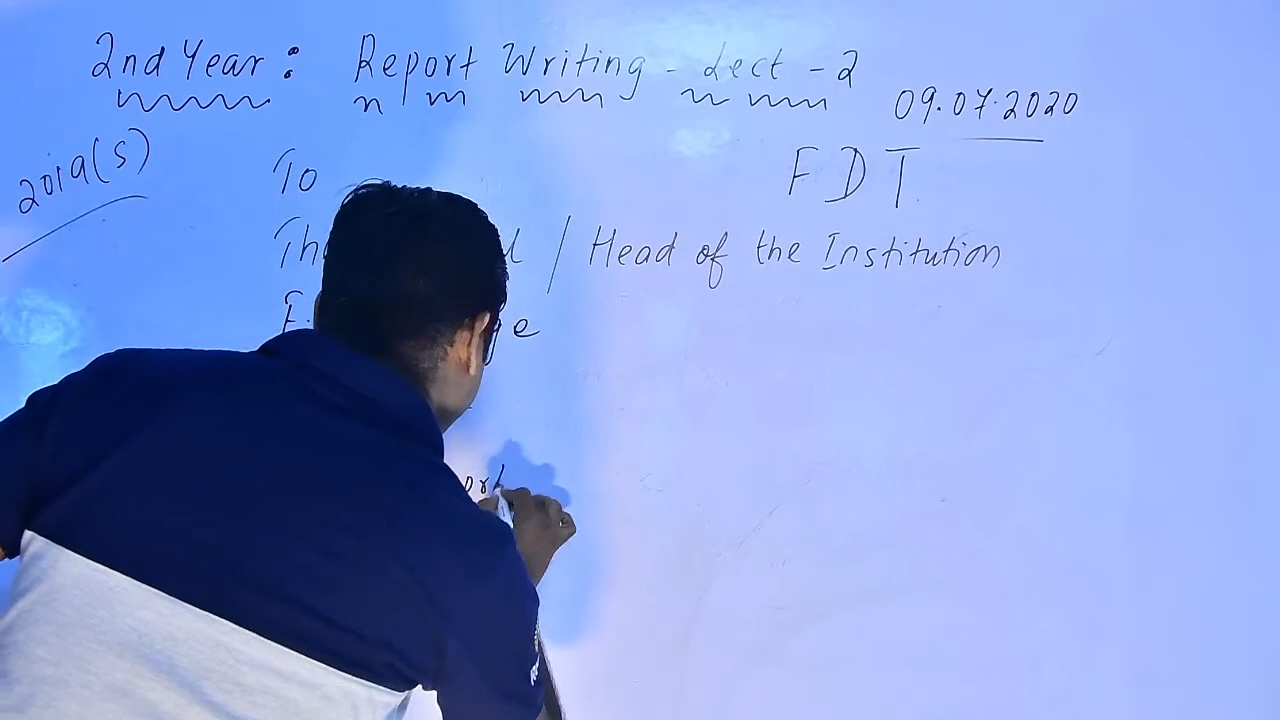 2nd Year: Report Writing - Lect - 2
09.07.2020
2019(S)
To
FDT
/ Head of the Institution